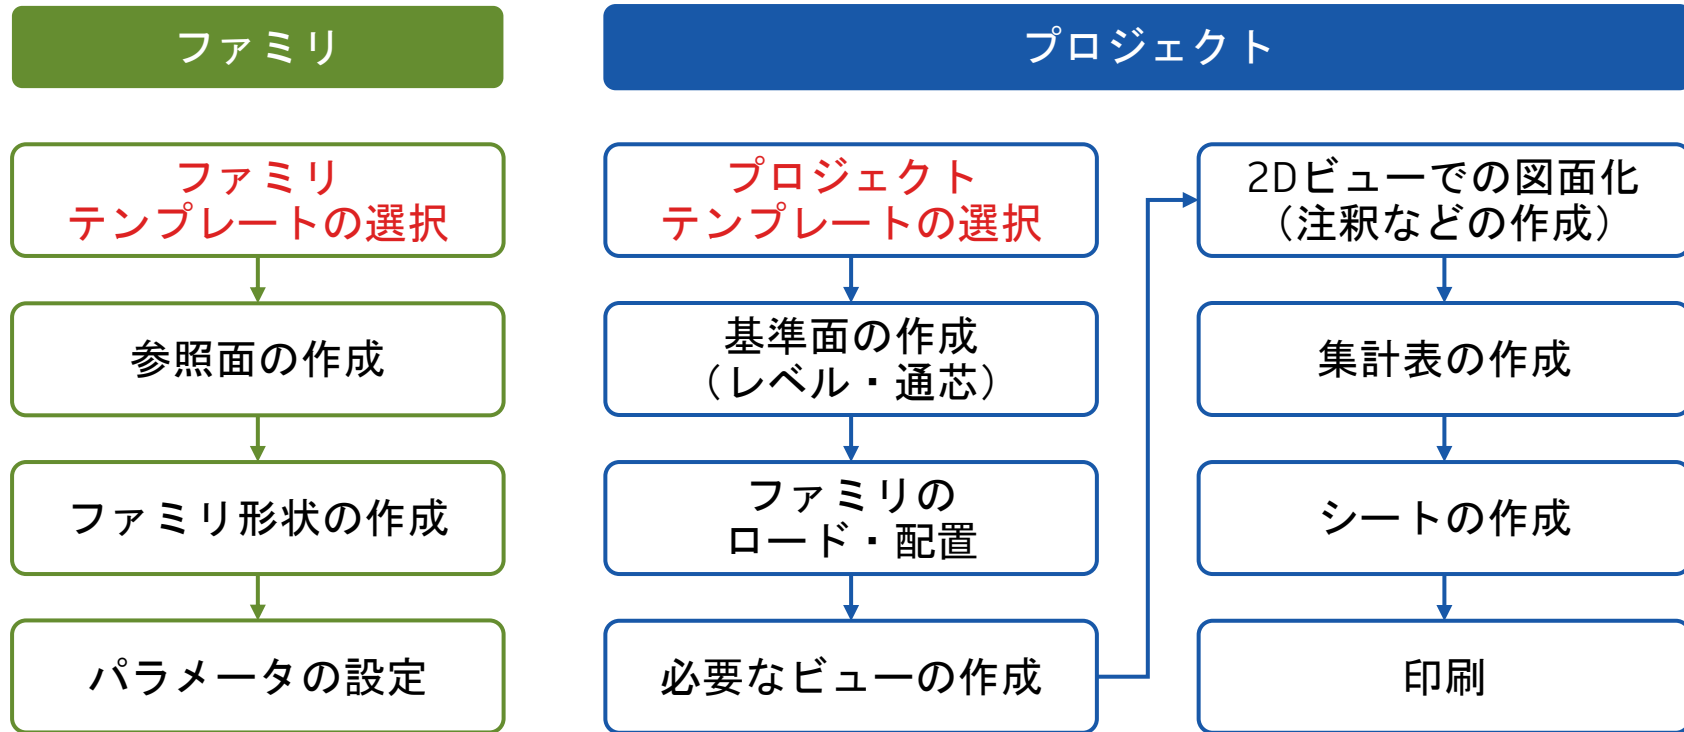 ファミリ
プロジェクト
ファミリ
テンプレートの選択
参照面の作成
ファミリ形状の作成
パラメータの設定
プロジェクト
テンプレートの選択
基準面の作成
（レベル・通芯）
ファミリの
ロード・配置
必要なビューの作成
2Dビューでの図面化
（注釈などの作成）
集計表の作成
シートの作成
印刷